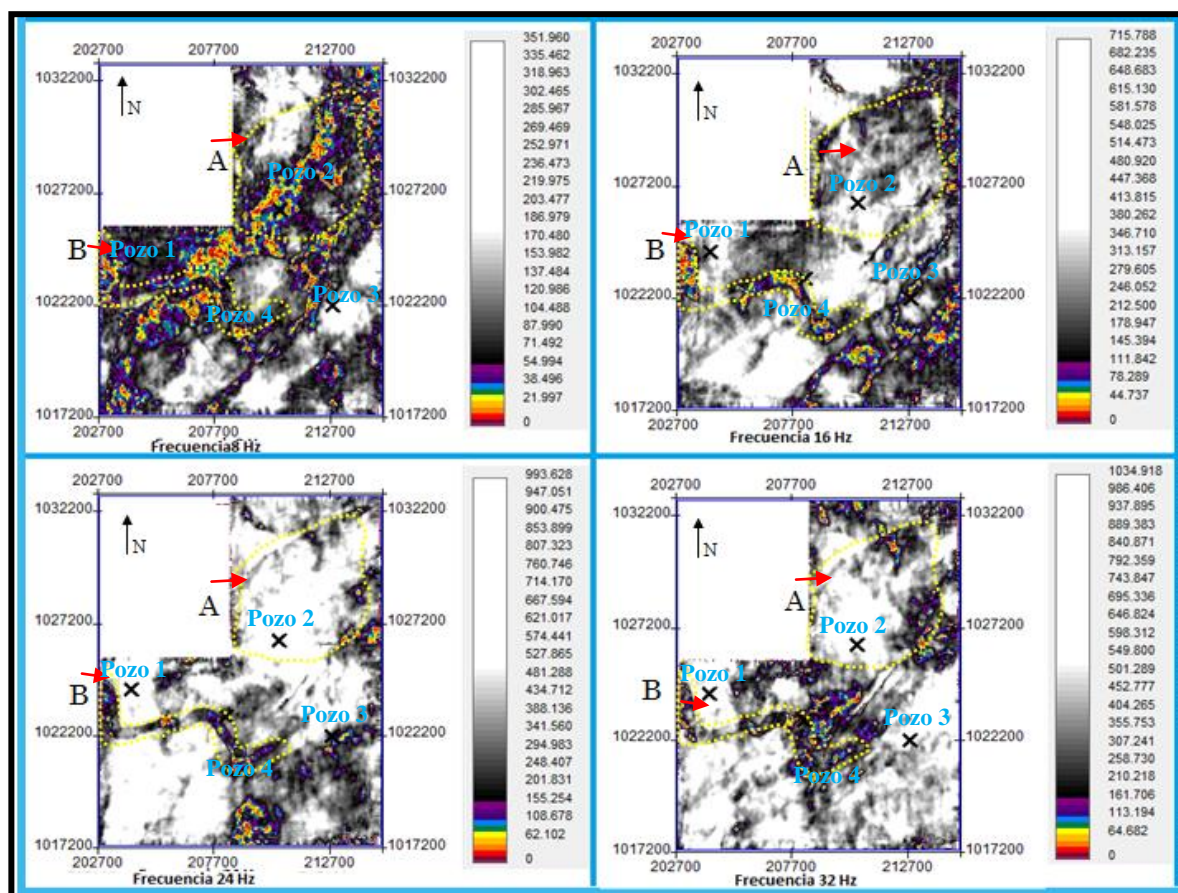 202700 207700 212700
1032200 1032200
N
A
Pozo 2
1027200 1027200
B Pozo 1
Pozo 3
1022200 1022200
Pozo 4
1017200 1017200
202700 207700 212700
Frecuencia8 Hz
351.960
335.462
318.963
302.465
285.967
269.469
252.971
236.473
219.975
203.477
186.979
170.480
153.982
137.484
120.986
104.488
87.990
71.492
54.994
38.496
21.997
0
202700 207700 212700
1032200 1032200
N
A
Pozo 2
1027200 1027200
B Pozo 1
Pozo 3
1022200 1022200
Pozo 4
1017200 1017200
202700 207700 212700
Frecuencia 16 Hz
715.788
682.235
648.683
615.130
581.578
548.025
514.473
480.920
447.368
413.815
380.262
346.710
313.157
279.605
246.052
212.500
178.947
145.394
111.842
78.289
44.737
0
202700 207700 212700
1032200 1032200
N
A
1027200 1027200
Pozo 2
Pozo 1
B
Pozo 3
1022200 1022200
Pozo 4
1017200 1017200
202700 207700 212700
Frecuencia 24 Hz
993.628
947.051
900.475
853.899
807.323
760.746
714.170
667.594
621.017
574.441
527.865
481.288
434.712
388.136
341.560
294.983
248.407
201.831
155.254
108.678
62.102
0
202700 207700 212700
1032200 1032200
N
A
1027200 1027200
Pozo 2
Pozo 1
B
Pozo 3
1022200 1022200
Pozo 4
1017200 1017200
202700 207700 212700
Frecuencia 32 Hz
1034.918
986.406
937.895
889.383
840.871
792.359
743.847
695.336
646.824
598.312
549.800
501.289
452.777
404.265
355.753
307.241
258.730
210.218
161.706
113.194
64.682
0